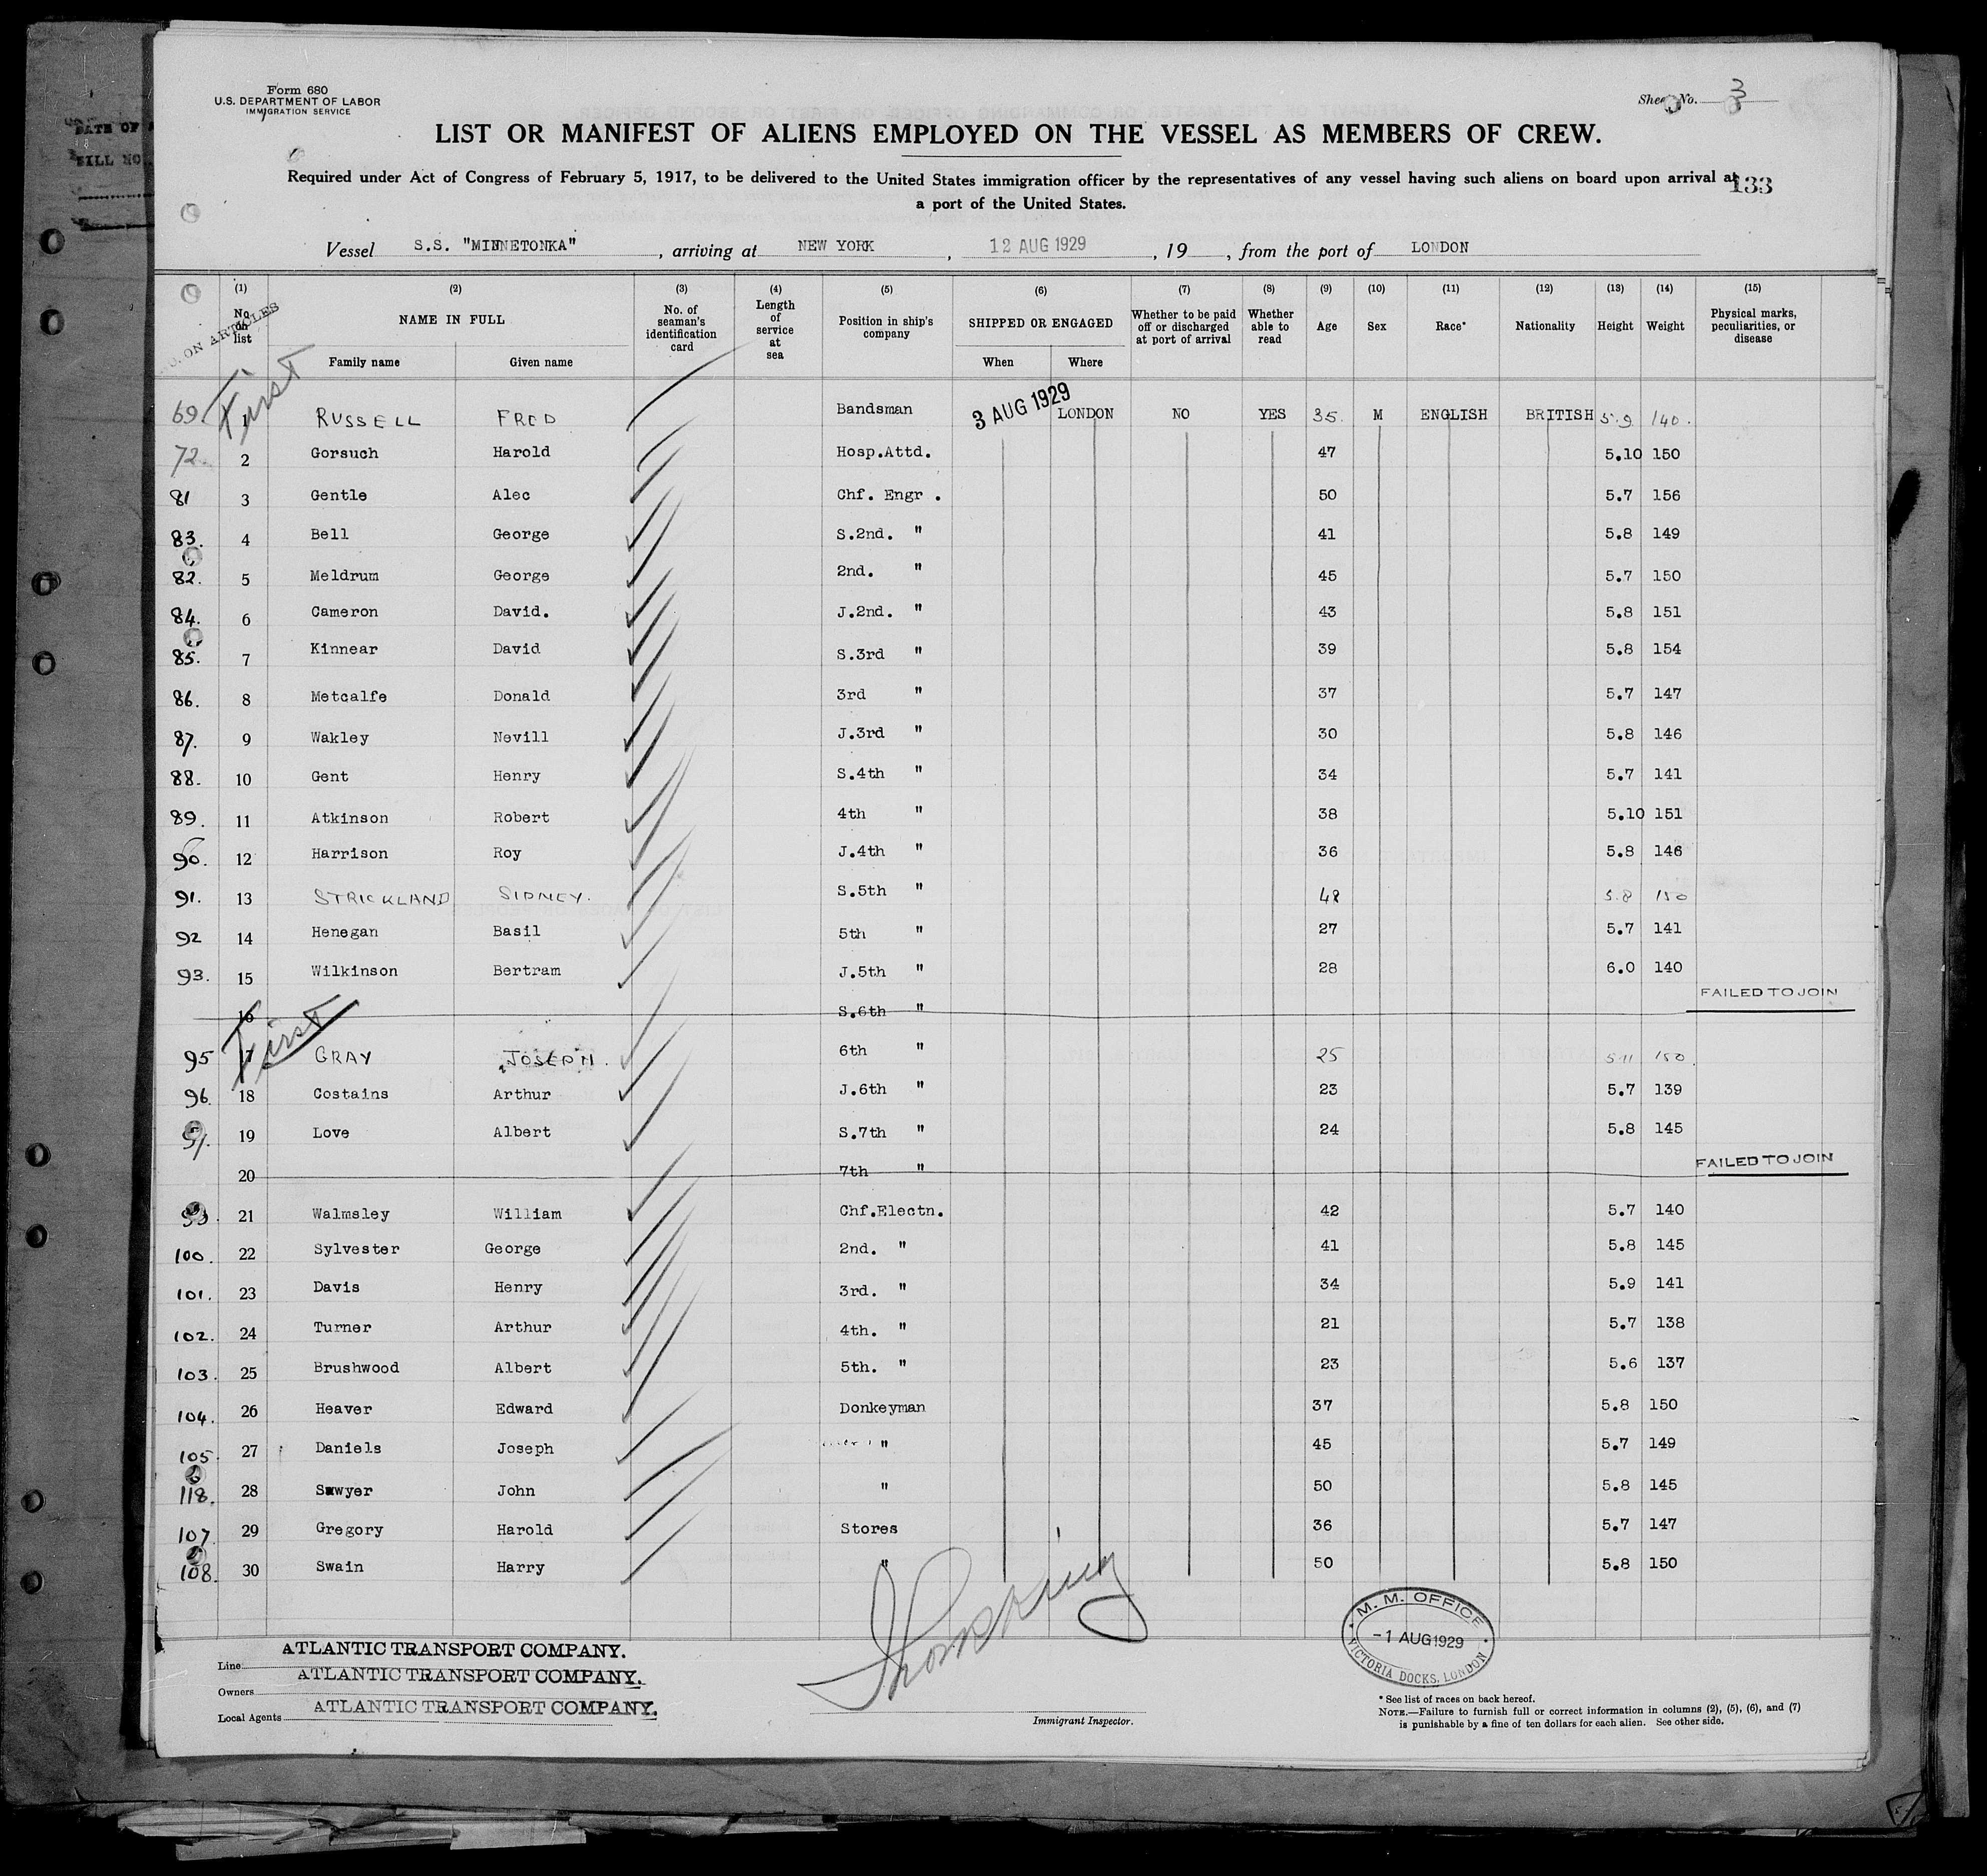 Form 680
U.S. DEPARTMENT OF LABOR
IMMIGRATION SERVICE
Sheet No. 3
LIST OR MANIFEST OF ALIENS EMPLOYED ON THE VESSEL AS MEMBERS OF CREW.
Required under Act of Congress of February 5, 1917, to be delivered to the United States immigration officer by the representatives of any vessel having such aliens on board upon arrival at
a port of the United States.
133
Vessel S.S. "MINNETONKA", arriving at NEW YORK, 12 AUG 1929, 19, from the port of LONDON
(1) (2) (3) (4) (5) (6) (7) (8) (9) (10) (11) (12) (13) (14) (15)
ON ARTICLES No. on list NAME IN FULL Family name Given name No. of seaman's identification card Length of service at sea Position in ship's company SHIPPED OR ENGAGED When Where Whether to be paid off or discharged at port of arrival Whether able to read Age Sex Race* Nationality Height Weight Physical marks, peculiarities, or disease
First
69. 1 RUSSELL FRED Bandsman 3 AUG 1929 LONDON NO YES 35. M ENGLISH BRITISH 5.9 140.
72. 2 Gorsuch Harold Hosp.Attd. 47 5.10 150
81 3 Gentle Alec Chf. Engr . 50 5.7 156
83. 4 Bell George S.2nd. " 41 5.8 149
82. 5 Meldrum George 2nd. " 45 5.7 150
84. 6 Cameron David. J.2nd. " 43 5.8 151
85. 7 Kinnear David S.3rd " 39 5.8 154
86. 8 Metcalfe Donald 3rd " 37 5.7 147
87. 9 Wakley Nevill J.3rd " 30 5.8 146
88. 10 Gent Henry S.4th " 34 5.7 141
89. 11 Atkinson Robert 4th " 38 5.10 151
90. 12 Harrison Roy J.4th " 36 5.8 146
91. 13 STRICKLAND SIDNEY. S.5th " 48 5.8 150
92 14 Henegan Basil 5th " 27 5.7 141
93. 15 Wilkinson Bertram J.5th " 28 6.0 140
16 S.6th " FAILED TO JOIN
First
95 17 GRAY JOSEPH. 6th " 25 5.11 150
96. 18 Costains Arthur J.6th " 23 5.7 139
19 Love Albert S.7th " 24 5.8 145
20 7th " FAILED TO JOIN
21 Walmsley William Chf.Electn. 42 5.7 140
100. 22 Sylvester George 2nd. " 41 5.8 145
101. 23 Davis Henry 3rd. " 34 5.9 141
102. 24 Turner Arthur 4th. " 21 5.7 138
103. 25 Brushwood Albert 5th. " 23 5.6 137
104. 26 Heaver Edward Donkeyman 37 5.8 150
105. 27 Daniels Joseph " 45 5.7 149
118. 28 Sawyer John " 50 5.8 145
107. 29 Gregory Harold Stores 36 5.7 147
108. 30 Swain Harry " 50 5.8 150
M. M. OFFICE
-1 AUG 1929
VICTORIA DOCKS, LONDON
Line ATLANTIC TRANSPORT COMPANY.
Owners ATLANTIC TRANSPORT COMPANY.
Local Agents ATLANTIC TRANSPORT COMPANY.
Immigrant Inspector.
* See list of races on back hereof.
NOTE.—Failure to furnish full or correct information in columns (2), (5), (6), and (7)
is punishable by a fine of ten dollars for each alien. See other side.